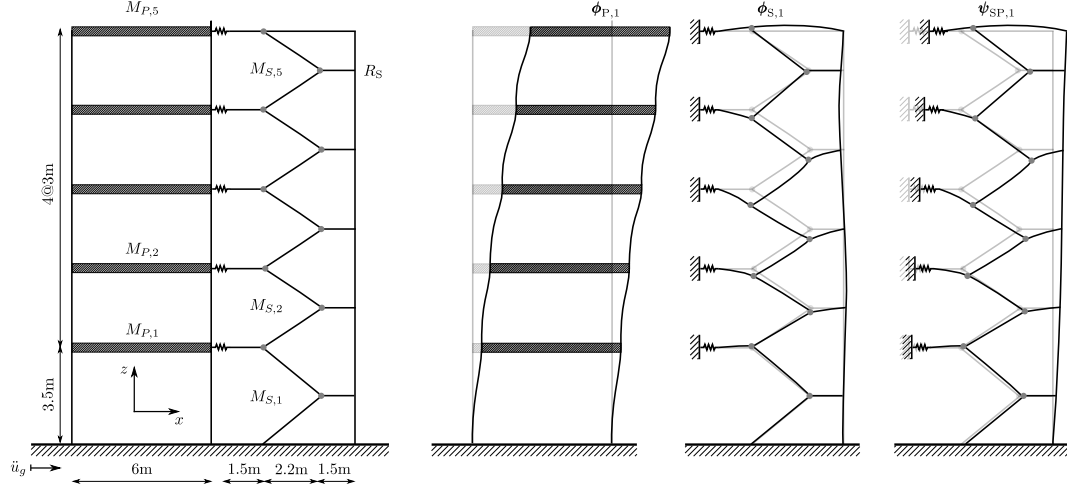 M_{P,5}
M_{S,5}
R_S
4@3m
M_{P,2}
M_{S,2}
M_{P,1}
3.5m
z
x
M_{S,1}
ü_g
6m
1.5m
2.2m
1.5m
ϕ_{P,1}
ϕ_{S,1}
ψ_{SP,1}